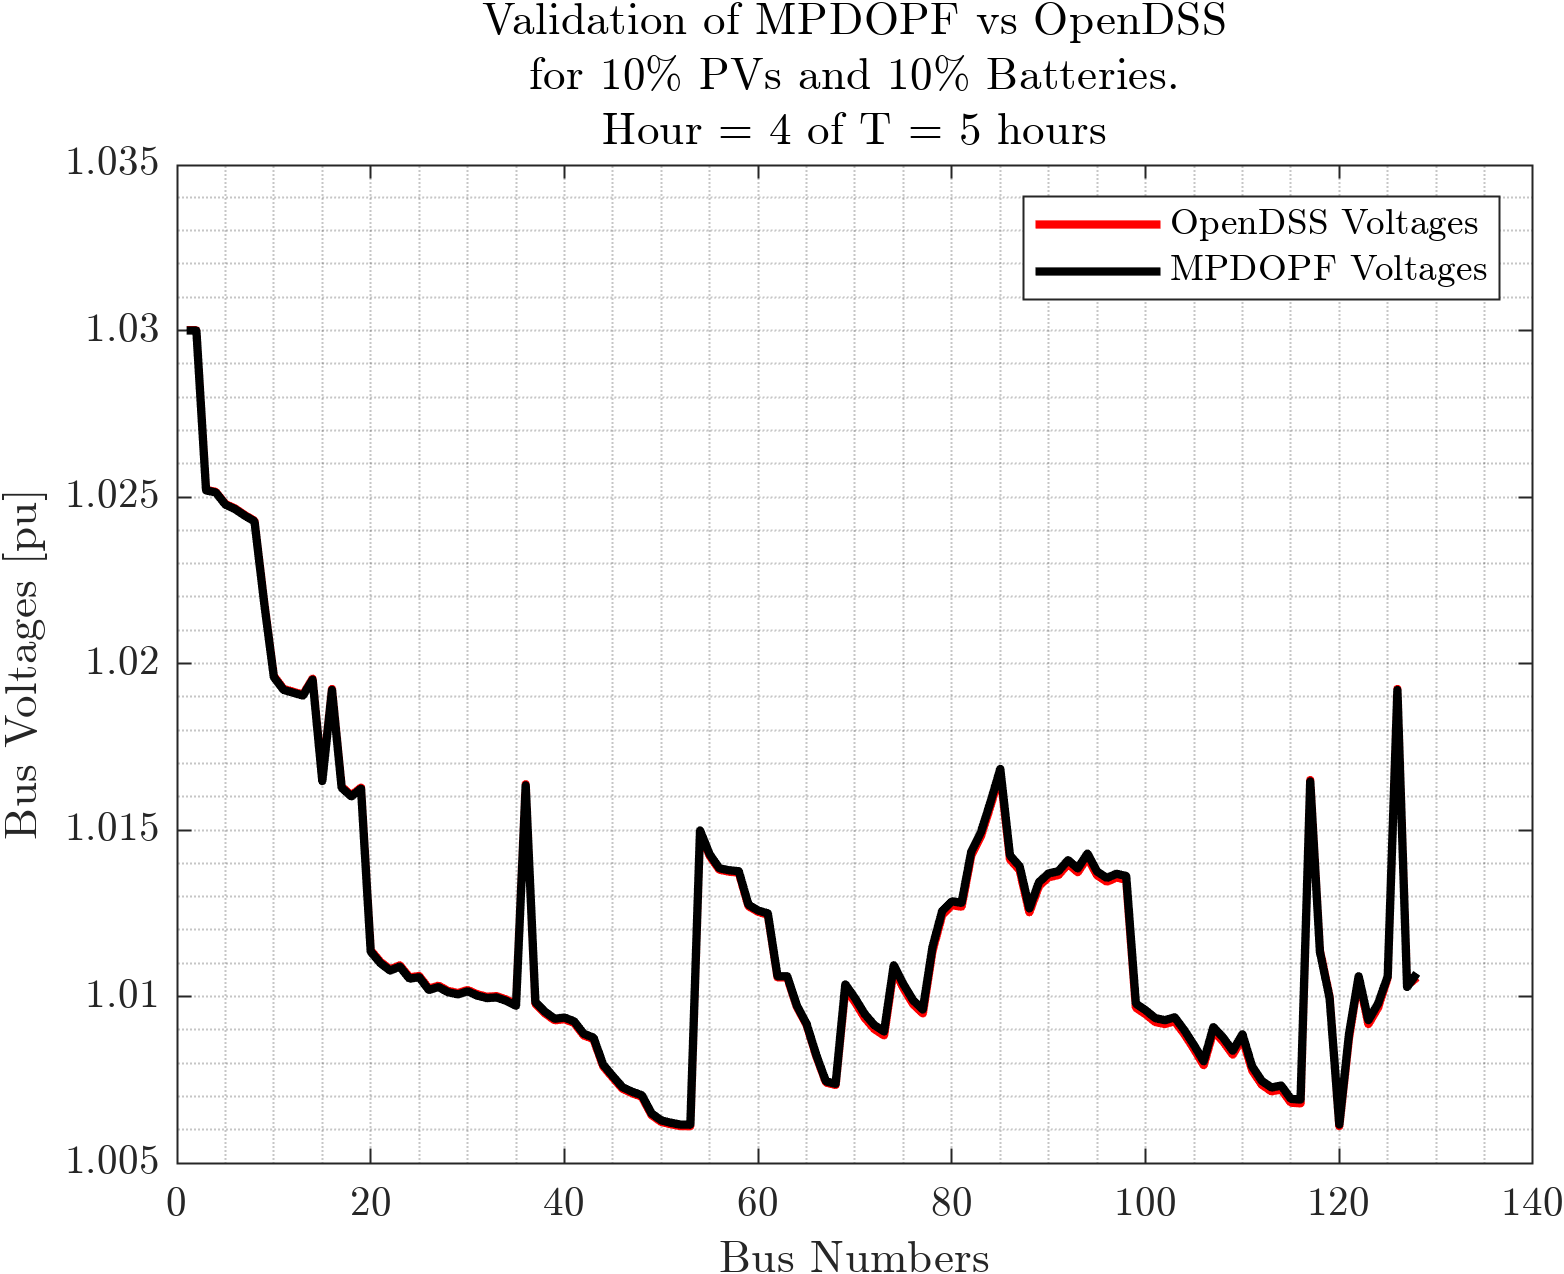 Validation of MPDOPF vs OpenDSS
for 10% PVs and 10% Batteries.
Hour = 4 of T = 5 hours
OpenDSS Voltages
MPDOPF Voltages
Bus Voltages [pu]
1.035
1.03
1.025
1.02
1.015
1.01
1.005
0 20 40 60 80 100 120 140
Bus Numbers